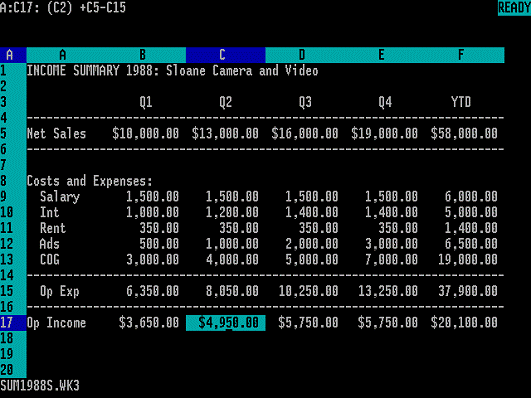 A:C17: (C2) +C5-C15 READY
A A B C D E F
1 INCOME SUMMARY 1988: Sloane Camera and Video
2
3 Q1 Q2 Q3 Q4 YTD
4 ---------------------------------------------------------------------------
5 Net Sales $10,000.00 $13,000.00 $16,000.00 $19,000.00 $58,000.00
6 ---------------------------------------------------------------------------
7
8 Costs and Expenses:
9 Salary 1,500.00 1,500.00 1,500.00 1,500.00 6,000.00
10 Int 1,000.00 1,200.00 1,400.00 1,400.00 5,000.00
11 Rent 350.00 350.00 350.00 350.00 1,400.00
12 Ads 500.00 1,000.00 2,000.00 3,000.00 6,500.00
13 COG 3,000.00 4,000.00 5,000.00 7,000.00 19,000.00
14 ---------------------------------------------------------------------------
15 Op Exp 6,350.00 8,050.00 10,250.00 13,250.00 37,900.00
16 ---------------------------------------------------------------------------
17 Op Income $3,650.00 $4,950.00 $5,750.00 $5,750.00 $20,100.00
18
19
20
SUM1988S.WK3